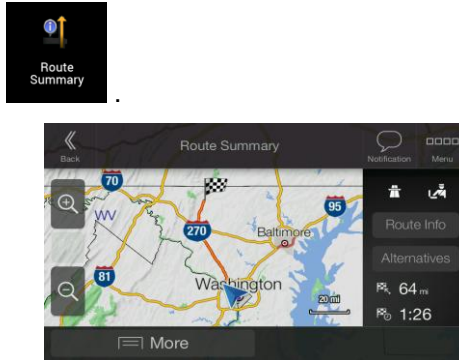 Route
Summary
.
Back
Route Summary
Notification
Menu
70
95
WV
Route Info
270
Baltimore
Alternatives
81
Washington
64 mi
20 mi
1:26
More